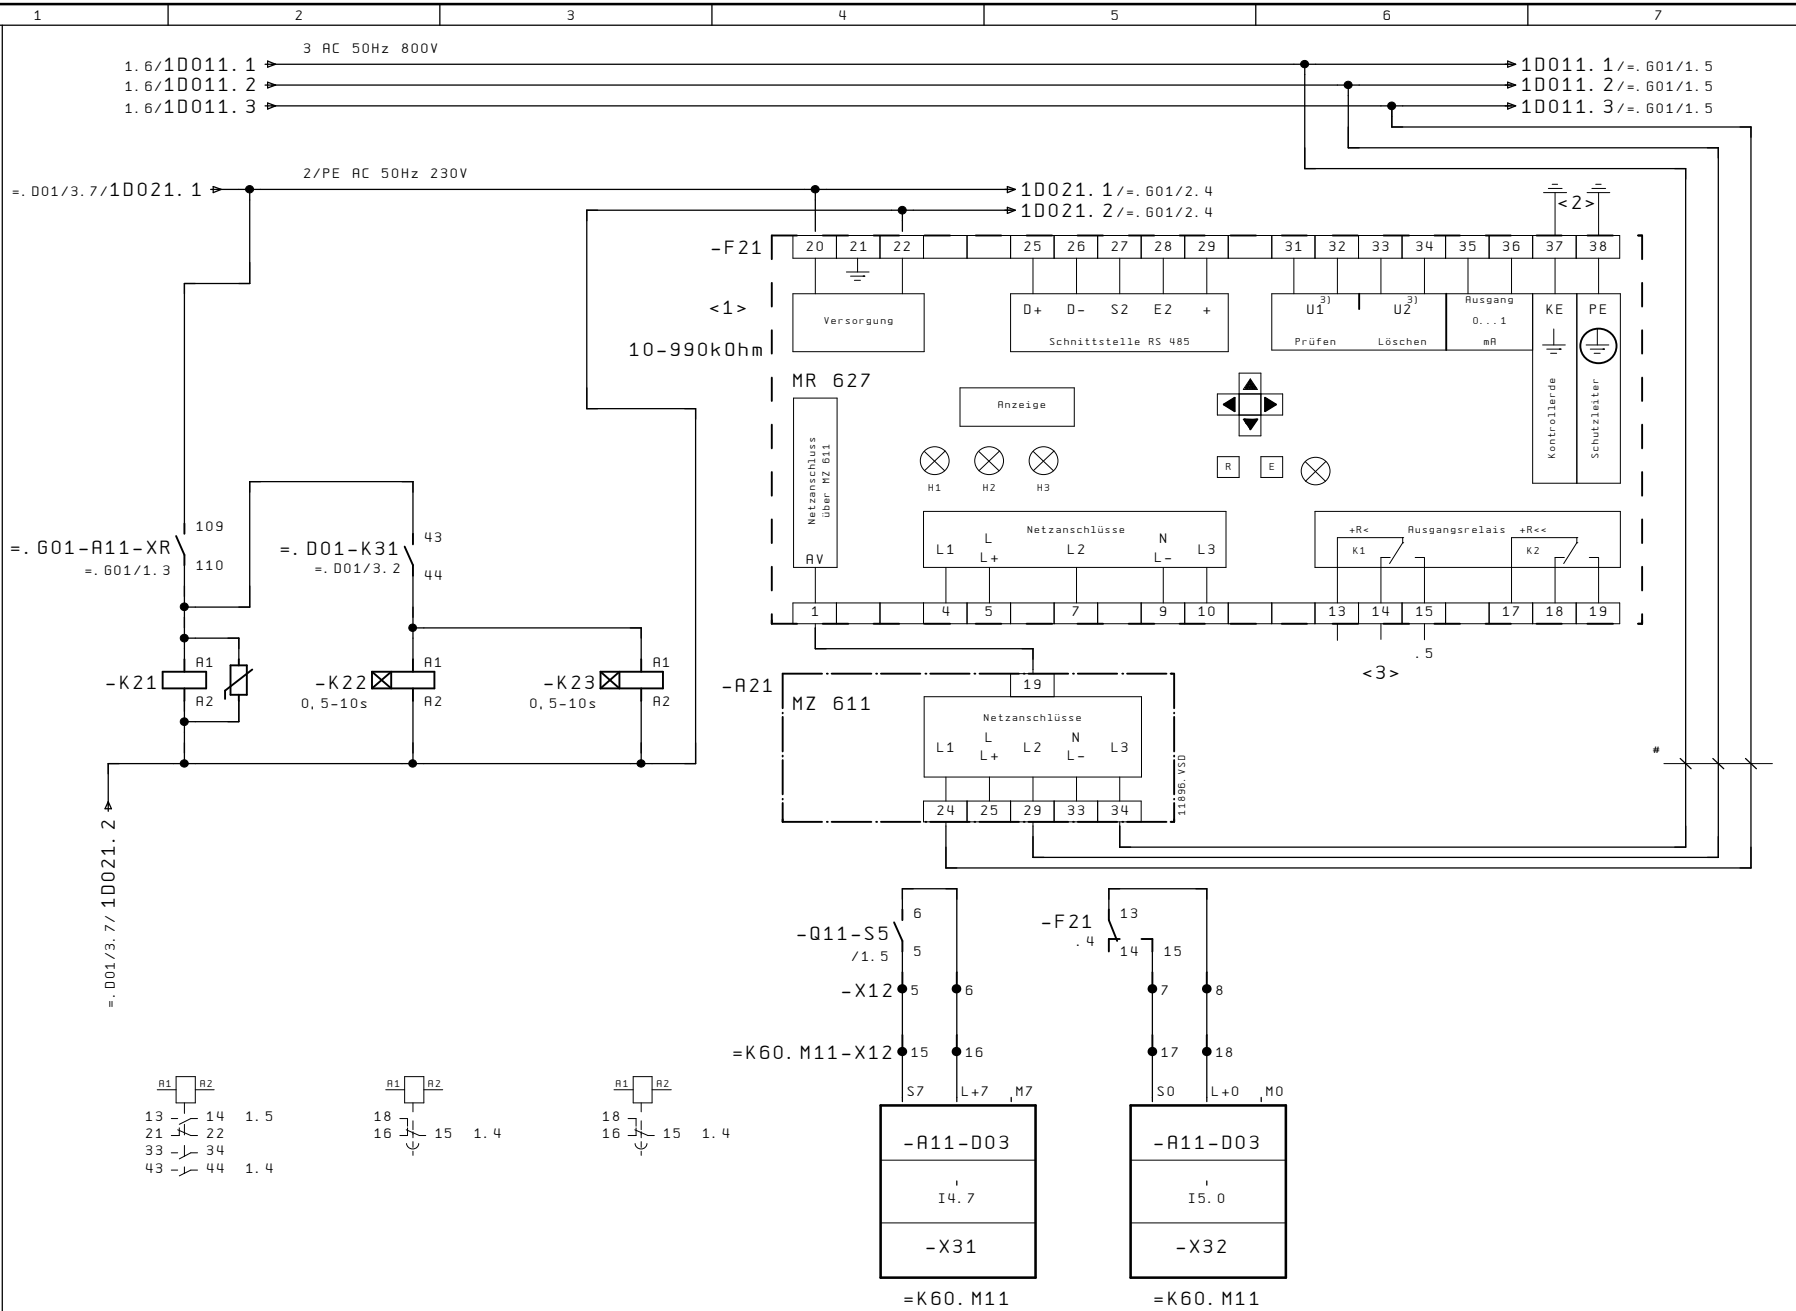 1 2 3 4 5 6 7
3 AC 50Hz 800V
1.6/1D011.1 1D011.1/=.G01/1.5
1.6/1D011.2 1D011.2/=.G01/1.5
1.6/1D011.3 1D011.3/=.G01/1.5
2/PE AC 50Hz 230V
=.D01/3.7/1D021.1 1D021.1/=.G01/2.4
1D021.2/=.G01/2.4
<2>
-F21 20 21 22 25 26 27 28 29 31 32 33 34 35 36 37 38
<1>
10-990kOhm
Versorgung
D+ D- S2 E2 +
Schnittstelle RS 485
U1 3) U2 3)
Prüfen Löschen
Ausgang
0...1
mA
KE PE
Kontrollerde
Schutzleiter
MR 627
Anzeige
H1 H2 H3
R E
Netzanschluss
über MZ 611
AV
Netzanschlüsse
L1 L L+ L2 N L- L3
+R< Ausgangsrelais +R<<
K1 K2
1 4 5 7 9 10 13 14 15 17 18 19
.5
<3>
=.G01-A11-XR 109
=.G01/1.3 110
=.D01-K31 43
=.D01/3.2 44
-K21 A1 A2
-K22 A1 A2
0,5-10s
-K23 A1 A2
0,5-10s
-A21 19
MZ 611
Netzanschlüsse
L1 L L+ L2 N L- L3
24 25 29 33 34
11896.VSD
#
=.D01/3.7/1D021.2
-Q11-S5 6
/1.5 5
-F21 13
.4 14 15
-X12 5 6 7 8
=K60.M11-X12 15 16 17 18
S7 L+7 M7 S0 L+0 M0
-A11-D03 -A11-D03
I4.7 I5.0
-X31 -X32
=K60.M11 =K60.M11
A1 A2 A1 A2 A1 A2
13 14 1.5
21 22
33 34
43 44 1.4
18
16 15 1.4
18
16 15 1.4